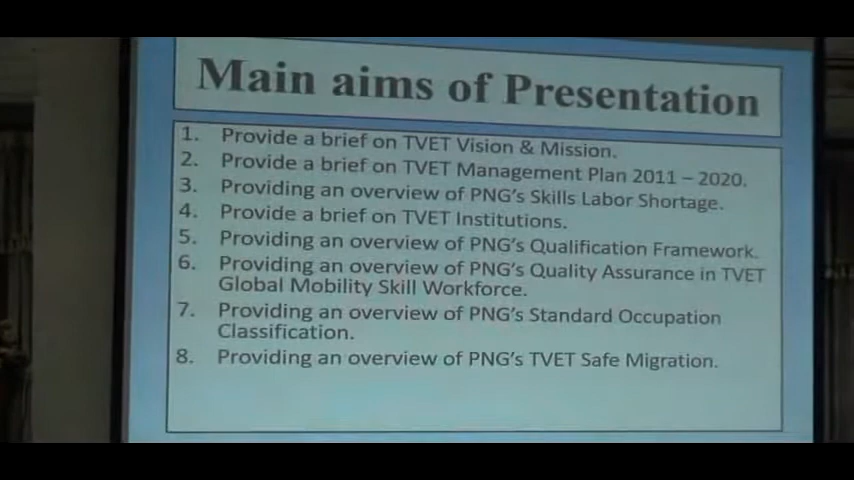 Main aims of Presentation
1. Provide a brief on TVET Vision & Mission.
2. Provide a brief on TVET Management Plan 2011 – 2020.
3. Providing an overview of PNG's Skills Labor Shortage.
4. Provide a brief on TVET Institutions.
5. Providing an overview of PNG's Qualification Framework.
6. Providing an overview of PNG's Quality Assurance in TVET
Global Mobility Skill Workforce.
7. Providing an overview of PNG's Standard Occupation
Classification.
8. Providing an overview of PNG's TVET Safe Migration.